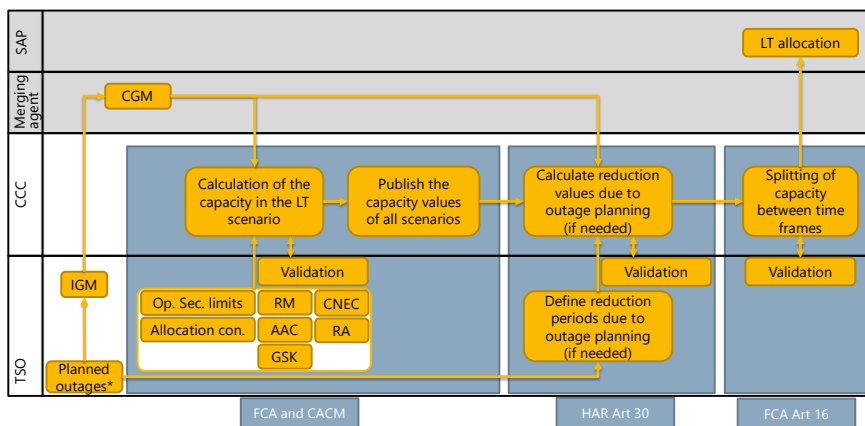 SAP
LT allocation
Merging
agent
CGM
CCC
Calculation of the
capacity in the LT
scenario
Publish the
capacity values
of all scenarios
Calculate reduction
values due to
outage planning
(if needed)
Splitting of
capacity
between time
frames
TSO
IGM
Validation
Validation
Validation
Op. Sec. limits
RM
CNEC
Allocation con.
AAC
RA
GSK
Define reduction
periods due to
outage planning
(if needed)
Planned
outages*
FCA and CACM
HAR Art 30
FCA Art 16